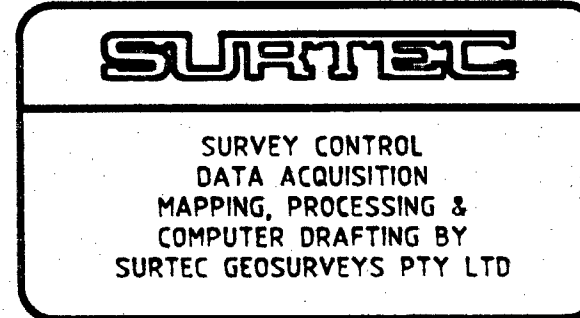 SURTEC
SURVEY CONTROL
DATA ACQUISITION
MAPPING, PROCESSING &
COMPUTER DRAFTING BY
SURTEC GEOSURVEYS PTY LTD